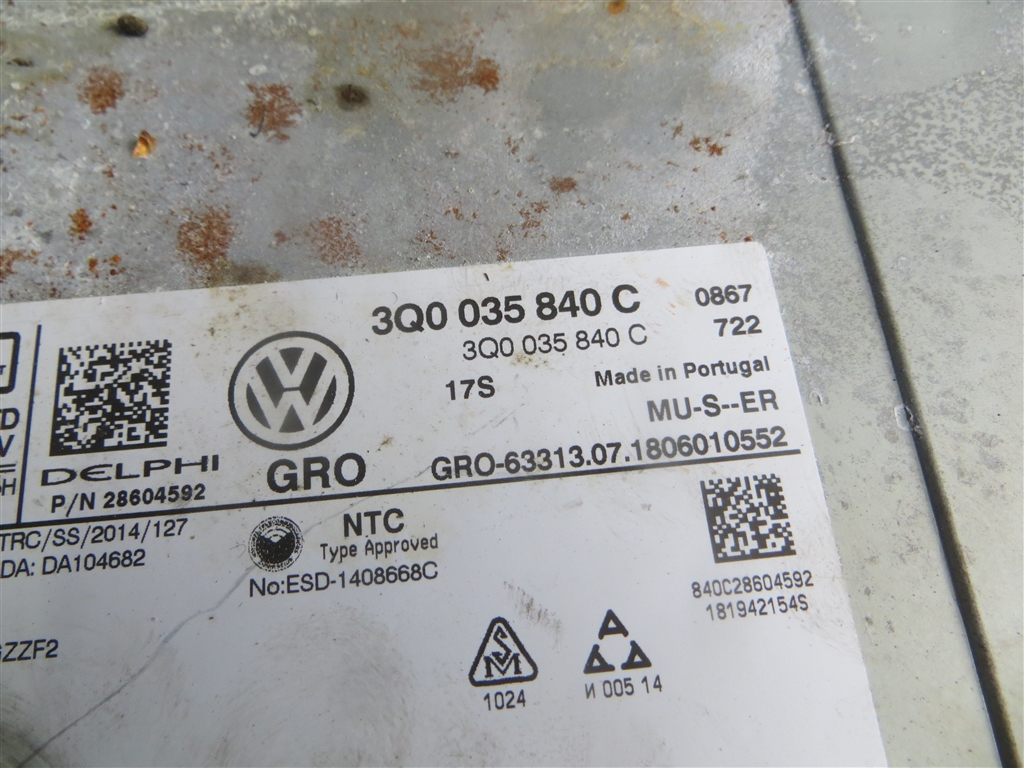 3Q0 035 840 C 0867
3Q0 035 840 C 722
17S Made in Portugal
MU-S--ER
GRO GRO-63313.07.1806010552
DELPHI
P/N 28604592
TRC/SS/2014/127
DA: DA104682
NTC
Type Approved
No:ESD-1408668C
840C28604592
181942154S
ZZF2
SM
1024
И 005 14